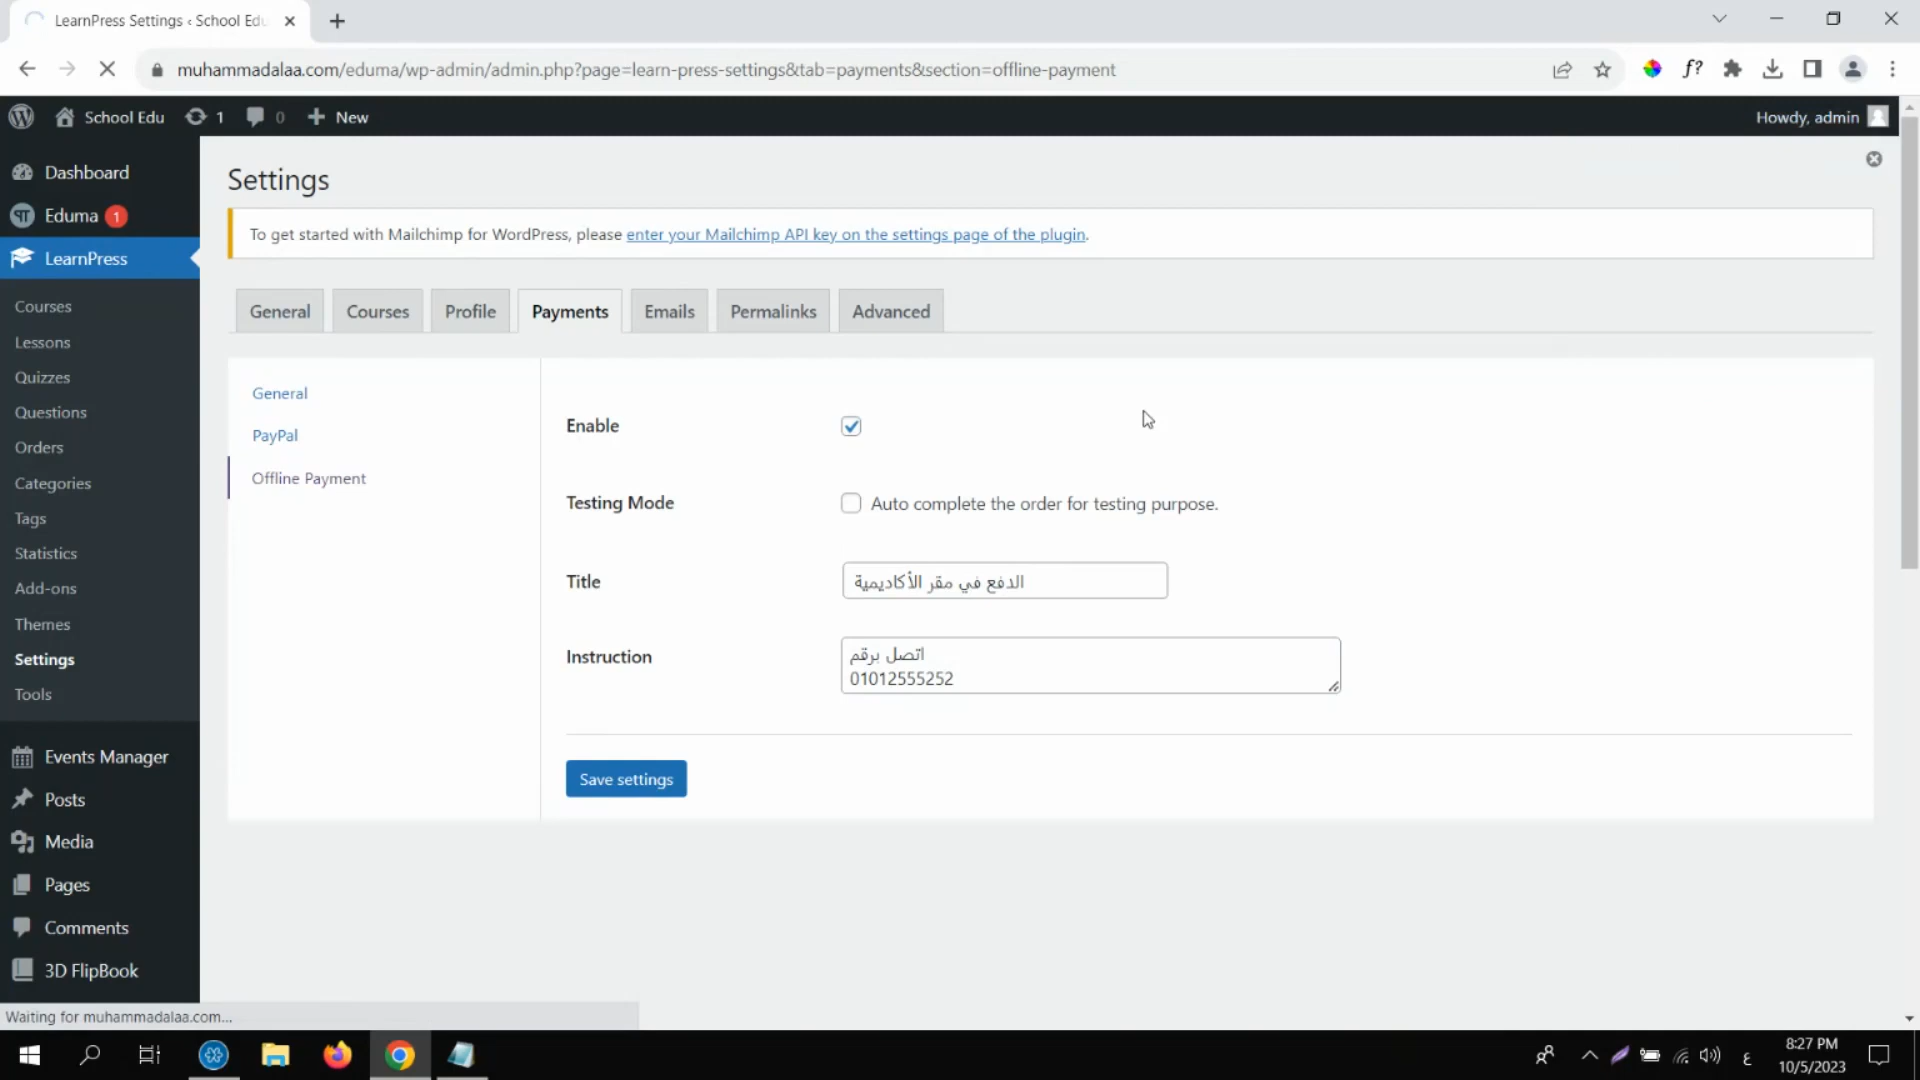 LearnPress Settings ‹ School Edu
muhammadalaa.com/eduma/wp-admin/admin.php?page=learn-press-settings&tab=payments&section=offline-payment
f?
School Edu 1 0 New
Howdy, admin
Dashboard
Eduma 1
LearnPress
Courses
Lessons
Quizzes
Questions
Orders
Categories
Tags
Statistics
Add-ons
Themes
Settings
Tools
Events Manager
Posts
Media
Pages
Comments
3D FlipBook
Settings
To get started with Mailchimp for WordPress, please enter your Mailchimp API key on the settings page of the plugin.
General Courses Profile Payments Emails Permalinks Advanced
General
PayPal
Offline Payment
Enable
Testing Mode Auto complete the order for testing purpose.
Title الدفع في مقر الأكاديمية
Instruction اتصل برقم
01012555252
Save settings
Waiting for muhammadalaa.com...
ع
8:27 PM
10/5/2023